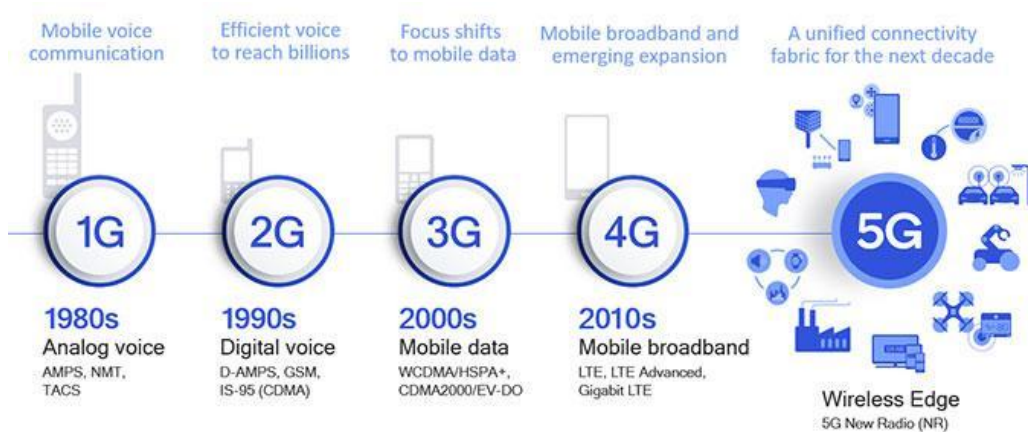 Mobile voice
communication
Efficient voice
to reach billions
Focus shifts
to mobile data
Mobile broadband and
emerging expansion
A unified connectivity
fabric for the next decade
1G
2G
3G
4G
5G
1980s
Analog voice
AMPS, NMT,
TACS
1990s
Digital voice
D-AMPS, GSM,
IS-95 (CDMA)
2000s
Mobile data
WCDMA/HSPA+,
CDMA2000/EV-DO
2010s
Mobile broadband
LTE, LTE Advanced,
Gigabit LTE
Wireless Edge
5G New Radio (NR)